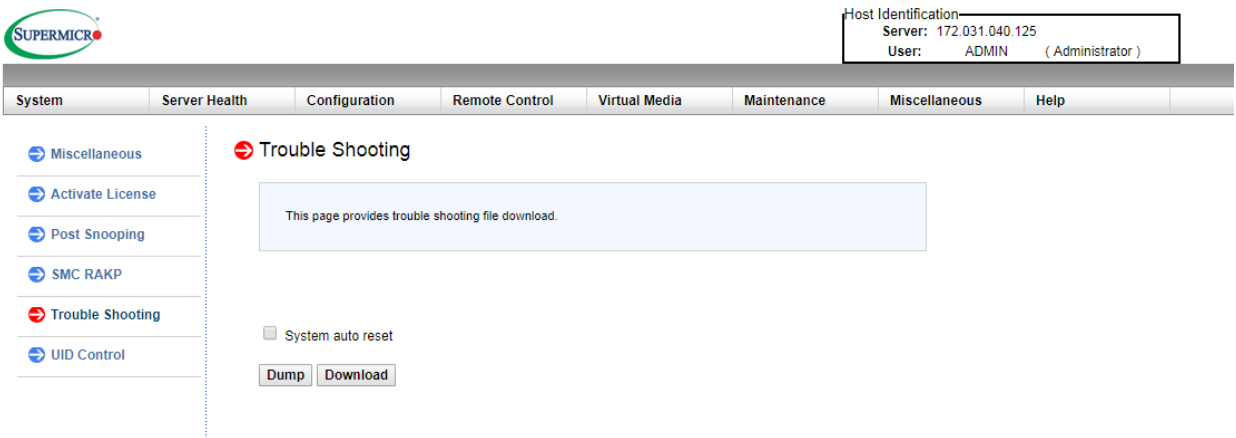 SUPERMICR
Host Identification
Server: 172.031.040.125
User: ADMIN ( Administrator )
System Server Health Configuration Remote Control Virtual Media Maintenance Miscellaneous Help
Miscellaneous
Activate License
Post Snooping
SMC RAKP
Trouble Shooting
UID Control
Trouble Shooting
This page provides trouble shooting file download.
System auto reset
Dump Download